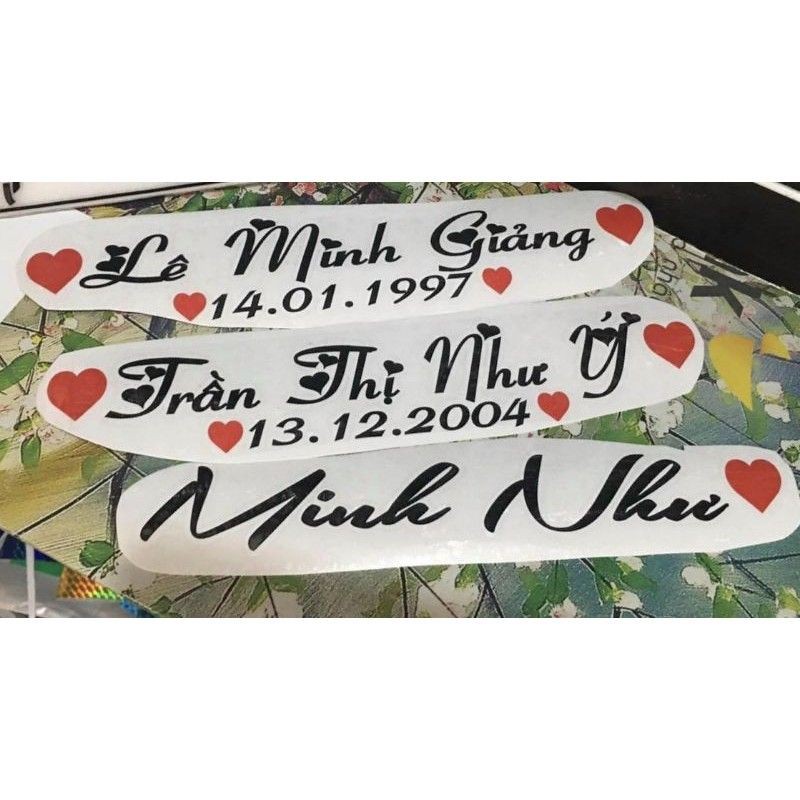 Lê Minh Giảng
14.01.1997
Trần Thị Như Ý
13.12.2004
Minh Như